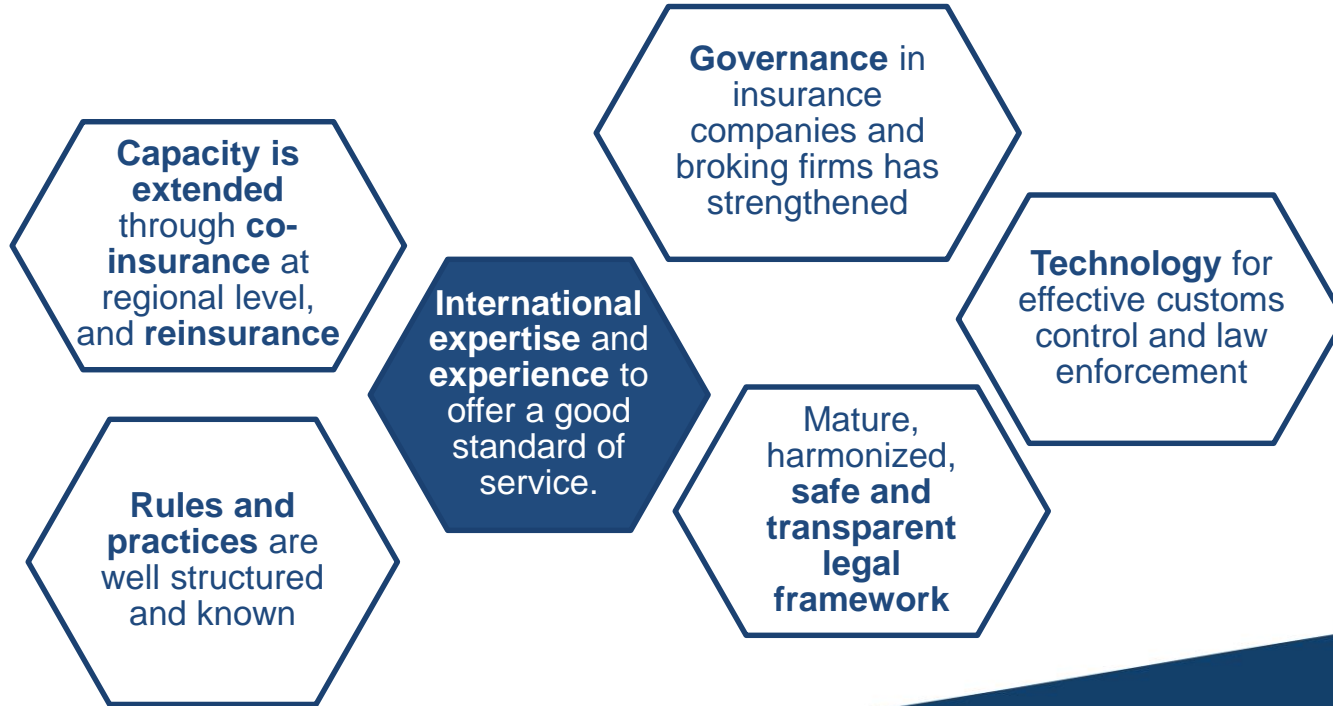 Governance in
insurance
companies and
broking firms has
strengthened
Capacity is
extended
through co-
insurance at
regional level,
and reinsurance
Technology for
effective customs
control and law
enforcement
International
expertise and
experience to
offer a good
standard of
service.
Mature,
harmonized,
safe and
transparent
legal
framework
Rules and
practices are
well structured
and known